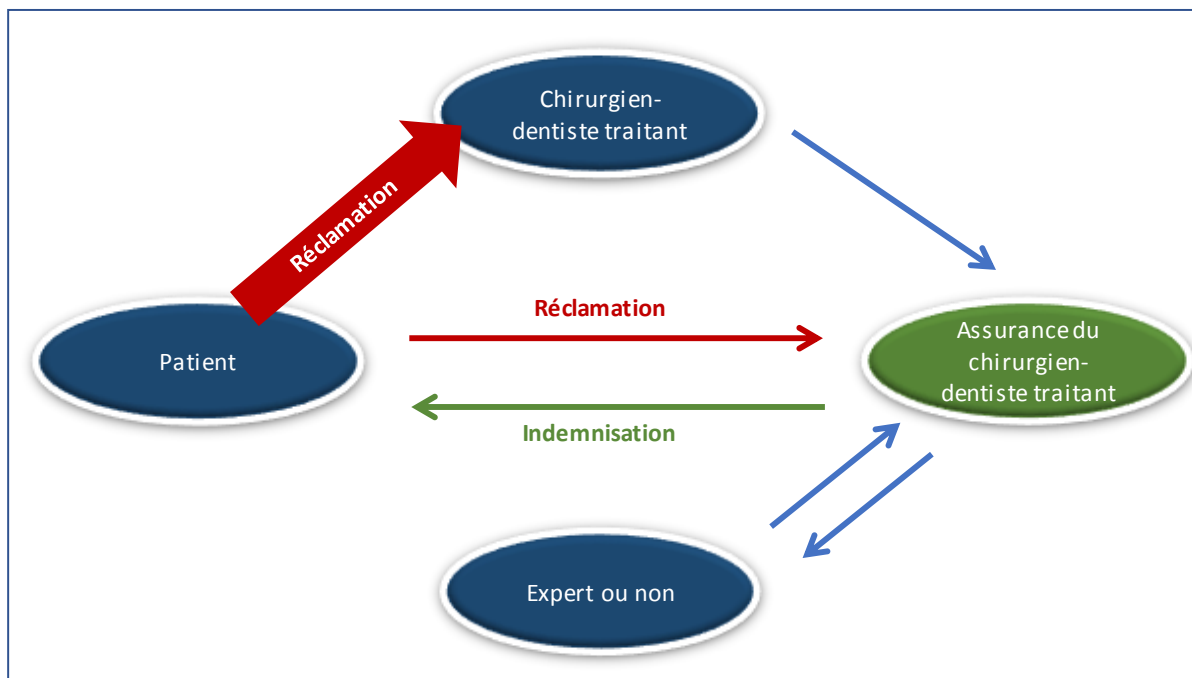 Chirurgien-
dentiste traitant
Réclamation
Réclamation
Patient
Assurance du
chirurgien-
dentiste traitant
Indemnisation
Expert ou non